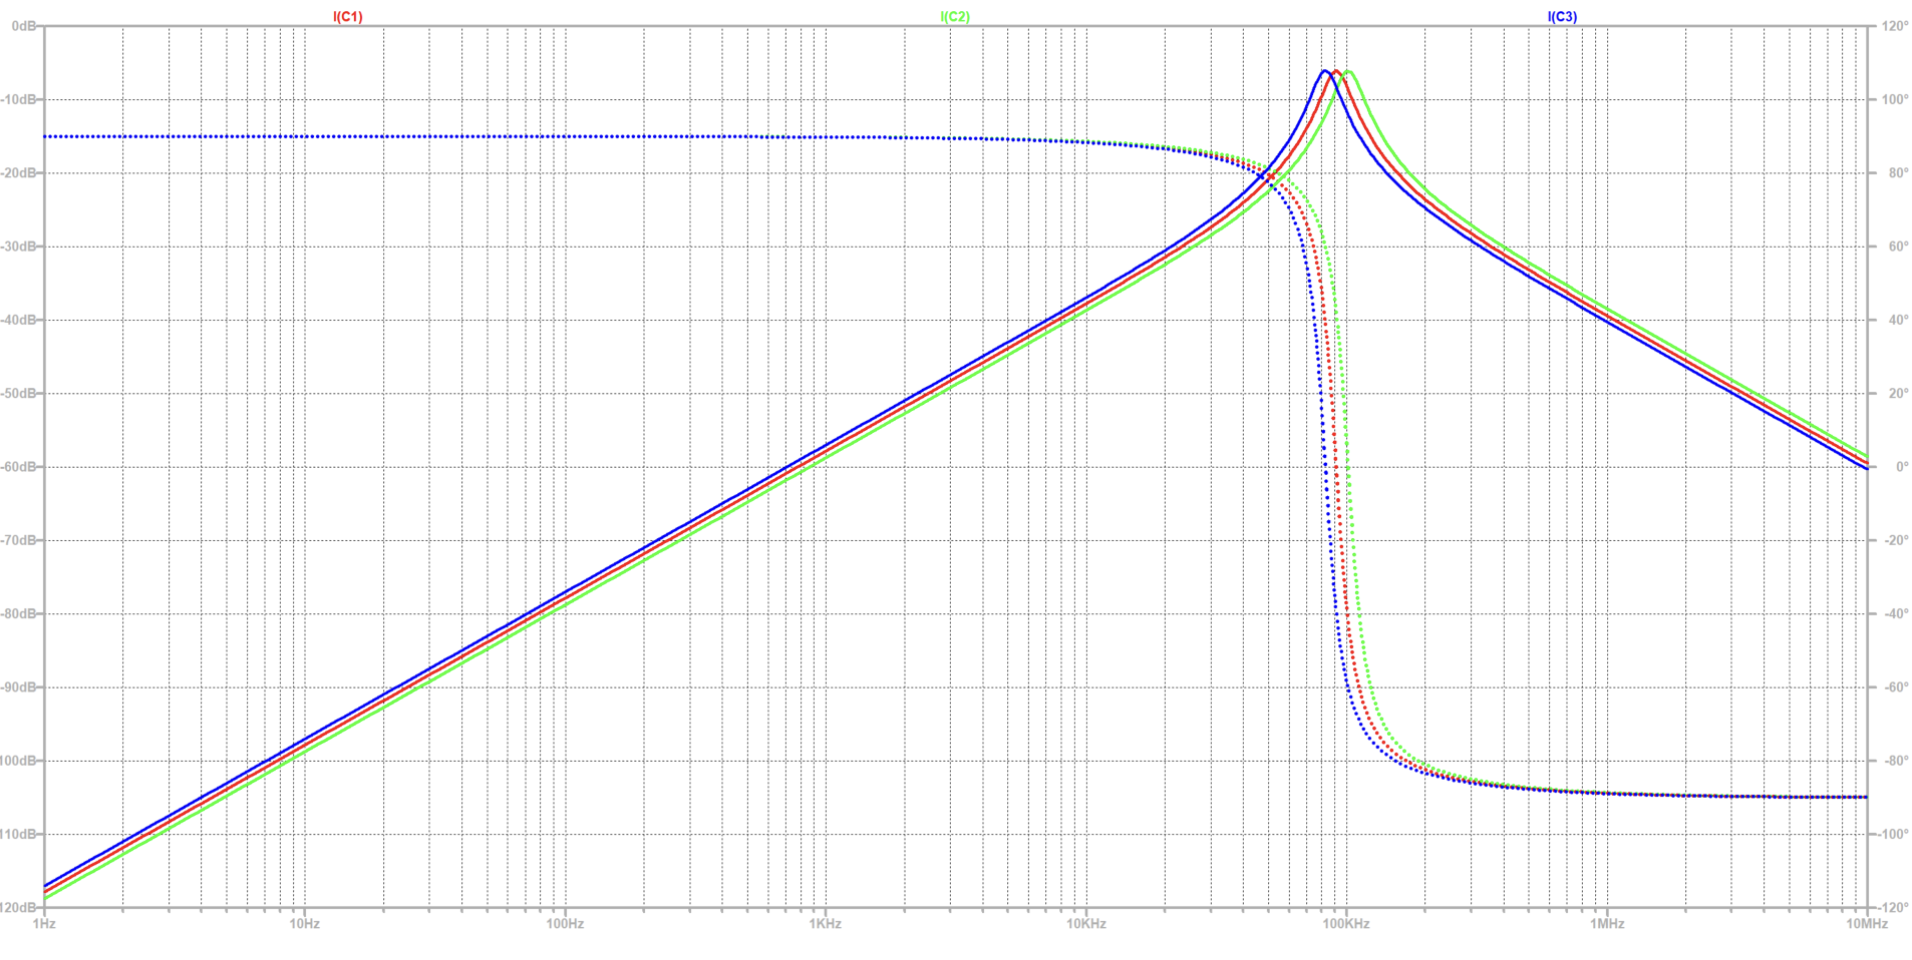 I(C1) I(C2) I(C3)
0dB 120°
-10dB 100°
-20dB 80°
-30dB 60°
-40dB 40°
-50dB 20°
-60dB 0°
-70dB -20°
-80dB -40°
-90dB -60°
100dB -80°
110dB -100°
120dB -120°
1Hz 10Hz 100Hz 1KHz 10KHz 100KHz 1MHz 10MHz